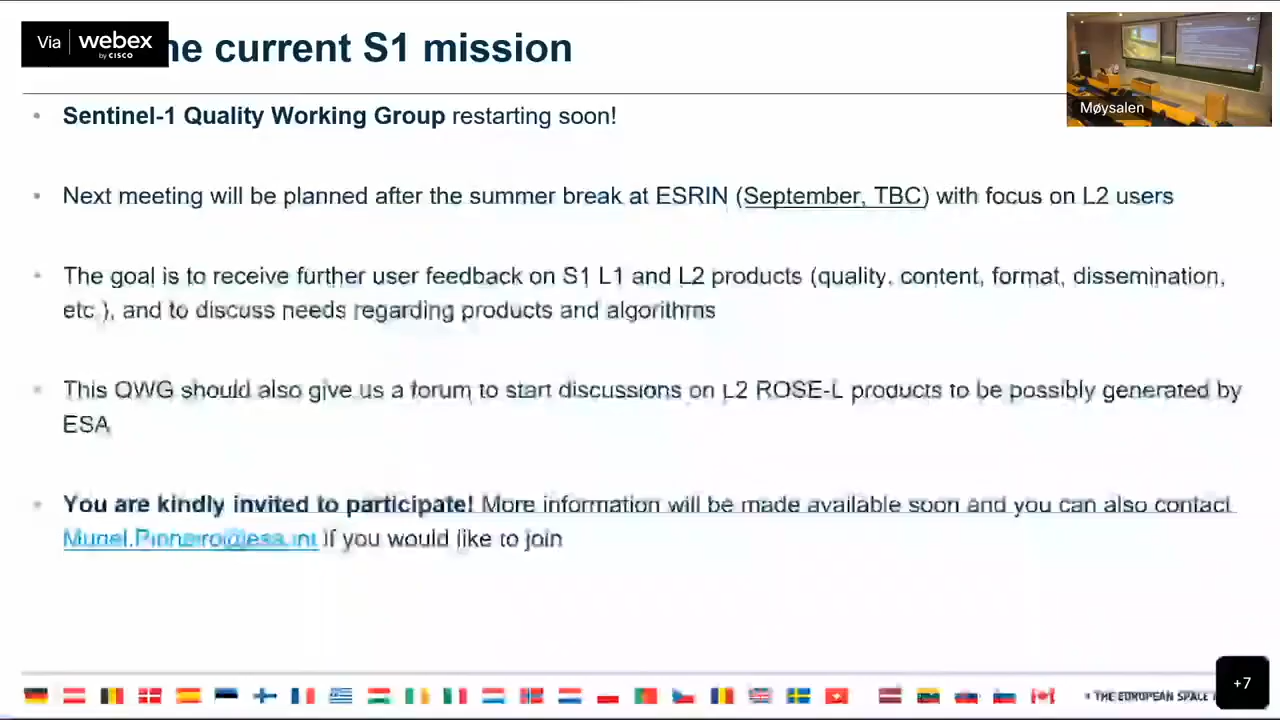 Via webex
by CISCO
he current S1 mission
Møysalen
• Sentinel-1 Quality Working Group restarting soon!
• Next meeting will be planned after the summer break at ESRIN (September, TBC) with focus on L2 users
• The goal is to receive further user feedback on S1 L1 and L2 products (quality, content, format, dissemination,
etc.), and to discuss needs regarding products and algorithms
• This QWG should also give us a forum to start discussions on L2 ROSE-L products to be possibly generated by
ESA
• You are kindly invited to participate! More information will be made available soon and you can also contact
if you would like to join
THE EUROPEAN SPACE
+7